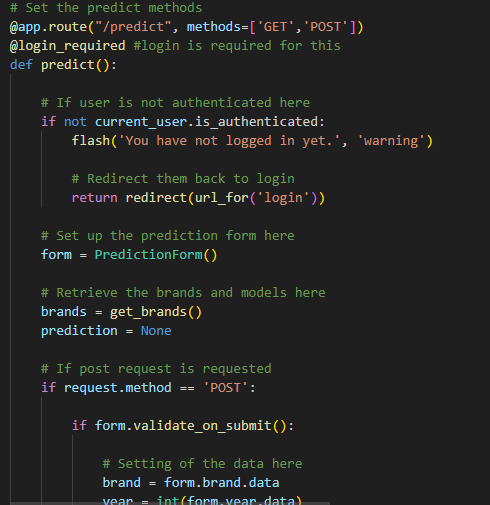 # Set the predict methods
@app.route("/predict", methods=['GET','POST'])
@login_required #login is required for this
def predict():
# If user is not authenticated here
if not current_user.is_authenticated:
flash('You have not logged in yet.', 'warning')
# Redirect them back to login
return redirect(url_for('login'))
# Set up the prediction form here
form = PredictionForm()
# Retrieve the brands and models here
brands = get_brands()
prediction = None
# If post request is requested
if request.method == 'POST':
if form.validate_on_submit():
# Setting of the data here
brand = form.brand.data
year = int(form.year.data)